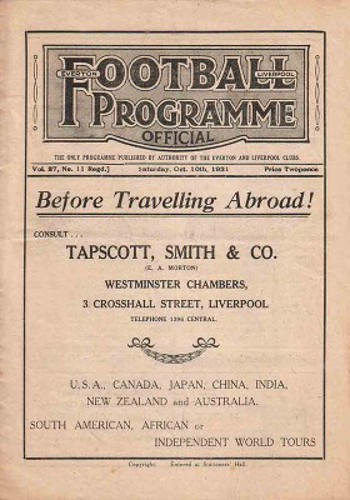 FOOTBALL
EVERTON LIVERPOOL
PROGRAMME
OFFICIAL
THE ONLY PROGRAMME PUBLISHED BY AUTHORITY OF THE EVERTON AND LIVERPOOL CLUBS.
Vol. 27, No. 11 Regd.] Saturday, Oct. 10th, 1931 Price Twopence
Before Travelling Abroad!
CONSULT . . .
TAPSCOTT, SMITH & CO.
(E. A. MORTON)
WESTMINSTER CHAMBERS,
3 CROSSHALL STREET, LIVERPOOL
TELEPHONE 1396 CENTRAL.
U.S.A., CANADA, JAPAN, CHINA, INDIA,
NEW ZEALAND and AUSTRALIA.
SOUTH AMERICAN, AFRICAN or
INDEPENDENT WORLD TOURS
Copyright. Entered at Stationers' Hall.